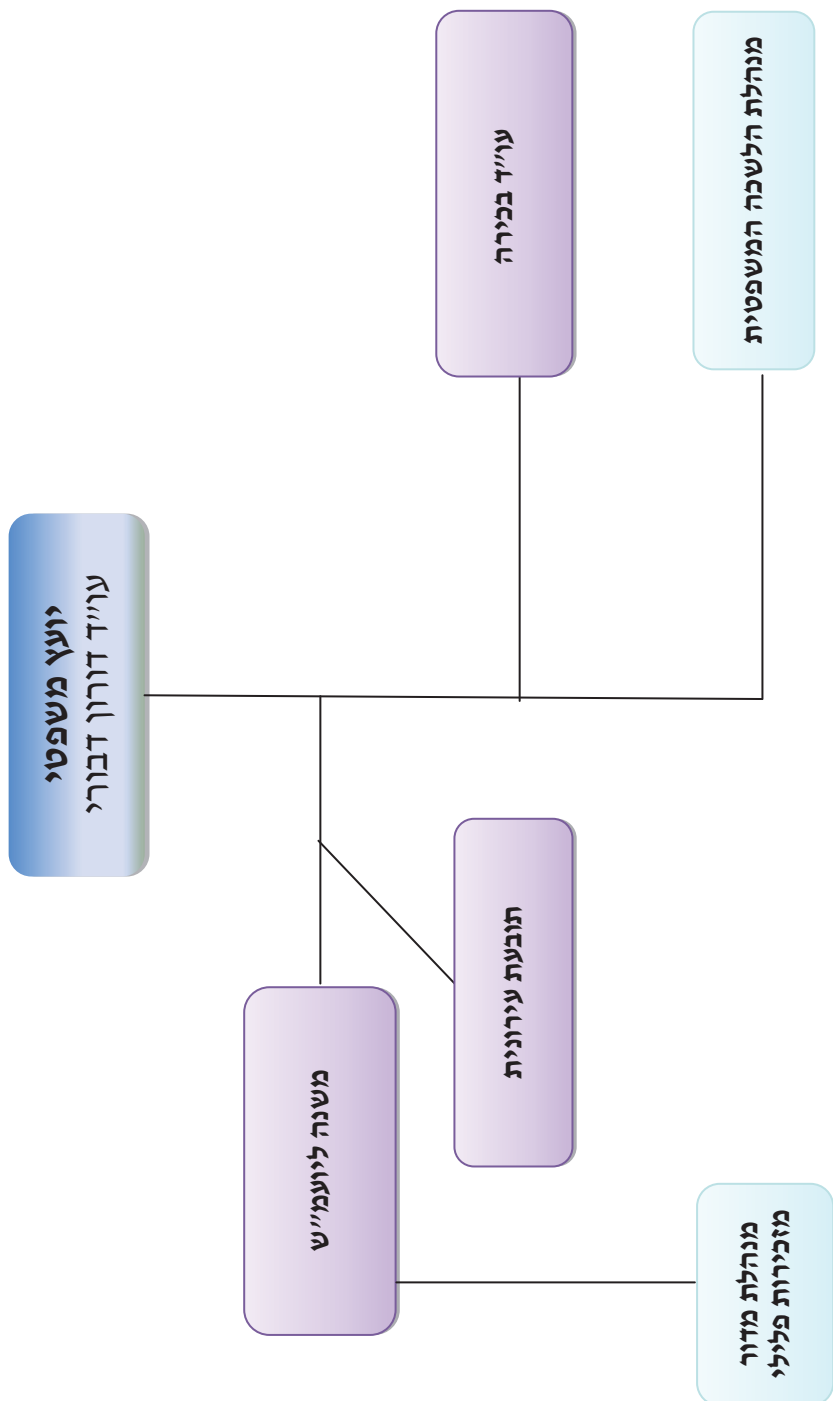 יועץ משפטי
עו״ד דורון דבורי
משנה ליועמ״ש
תובעת עירונית
עו״ד בכירה
מנהלת הלשכה המשפטית
מנהלת מדור
מזכירות פלילי